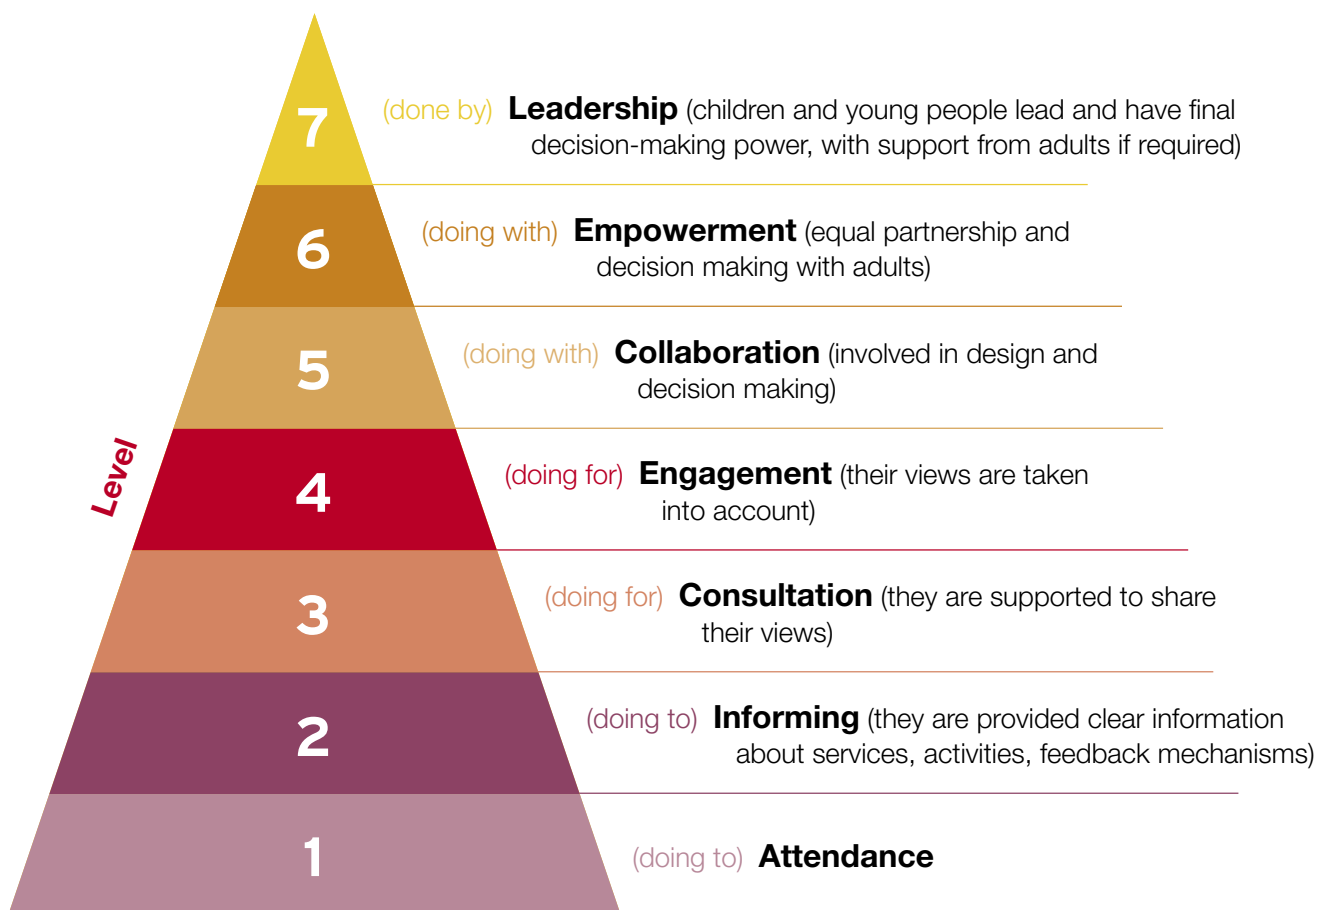 7
(done by) Leadership (children and young people lead and have final
decision-making power, with support from adults if required)
6
(doing with) Empowerment (equal partnership and
decision making with adults)
5
(doing with) Collaboration (involved in design and
decision making)
Level
4
(doing for) Engagement (their views are taken
into account)
3
(doing for) Consultation (they are supported to share
their views)
2
(doing to) Informing (they are provided clear information
about services, activities, feedback mechanisms)
1
(doing to) Attendance